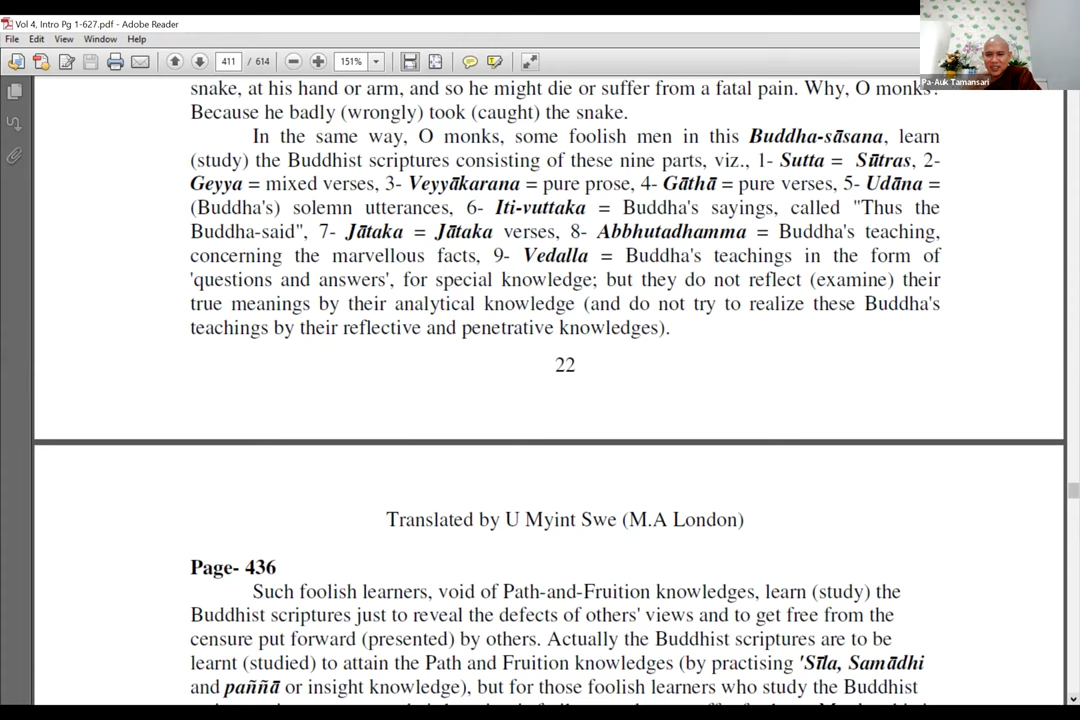 Vol 4, Intro Pg 1-627.pdf - Adobe Reader
File Edit View Window Help
411 / 614 151%
Pa-Auk Tamansari
snake, at his hand or arm, and so he might die or suffer from a fatal pain. Why, O monks?
Because he badly (wrongly) took (caught) the snake.
In the same way, O monks, some foolish men in this Buddha-sāsana, learn
(study) the Buddhist scriptures consisting of these nine parts, viz., 1- Sutta = Sūtras, 2-
Geyya = mixed verses, 3- Veyyākarana = pure prose, 4- Gāthā = pure verses, 5- Udāna =
(Buddha's) solemn utterances, 6- Iti-vuttaka = Buddha's sayings, called "Thus the
Buddha-said", 7- Jātaka = Jātaka verses, 8- Abbhutadhamma = Buddha's teaching,
concerning the marvellous facts, 9- Vedalla = Buddha's teachings in the form of
'questions and answers', for special knowledge; but they do not reflect (examine) their
true meanings by their analytical knowledge (and do not try to realize these Buddha's
teachings by their reflective and penetrative knowledges).
22
Translated by U Myint Swe (M.A London)
Page- 436
Such foolish learners, void of Path-and-Fruition knowledges, learn (study) the
Buddhist scriptures just to reveal the defects of others' views and to get free from the
censure put forward (presented) by others. Actually the Buddhist scriptures are to be
learnt (studied) to attain the Path and Fruition knowledges (by practising 'Sīla, Samādhi
and paññā or insight knowledge), but for those foolish learners who study the Buddhist